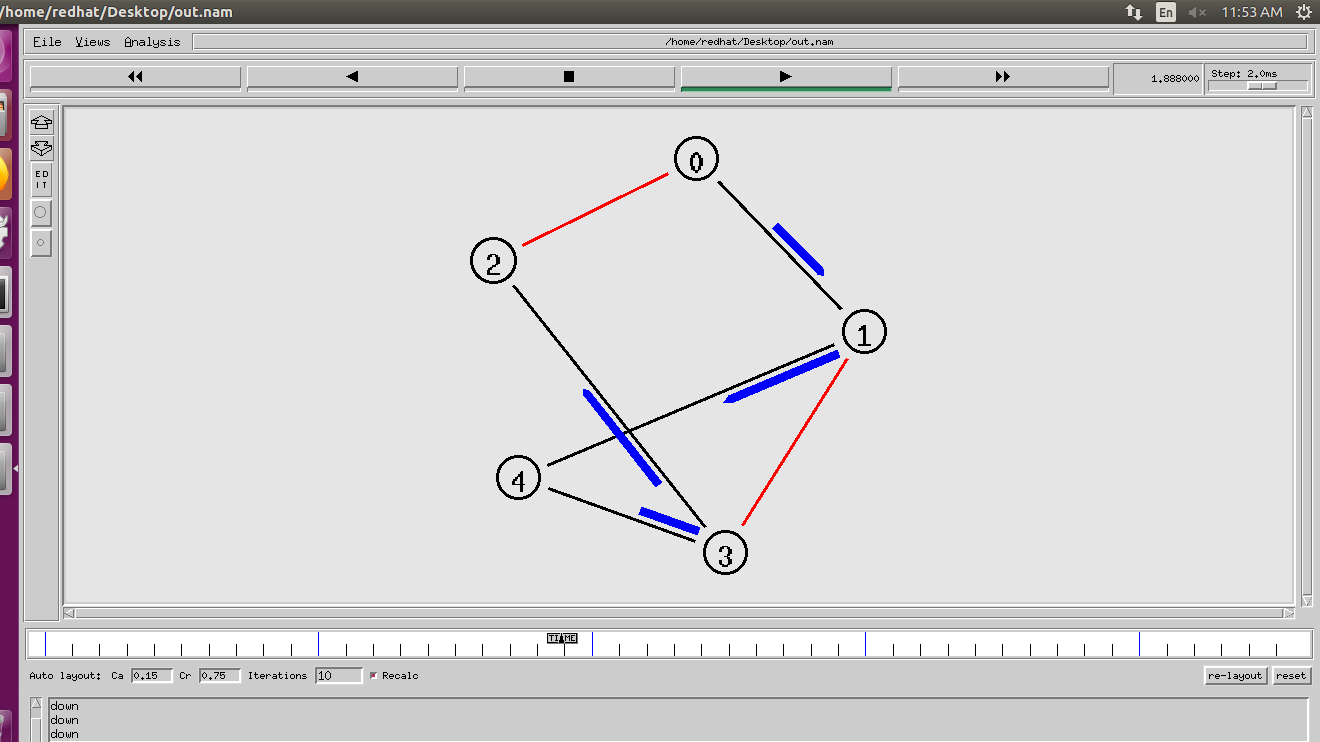 /home/redhat/Desktop/out.nam
En 11:53 AM
File Views Analysis /home/redhat/Desktop/out.nam
1.888000 Step: 2.0ms
ED
IT
0
2
1
4
3
TIME
Auto layout: Ca 0.15 Cr 0.75 Iterations 10 Recalc re-layout reset
down
down
down